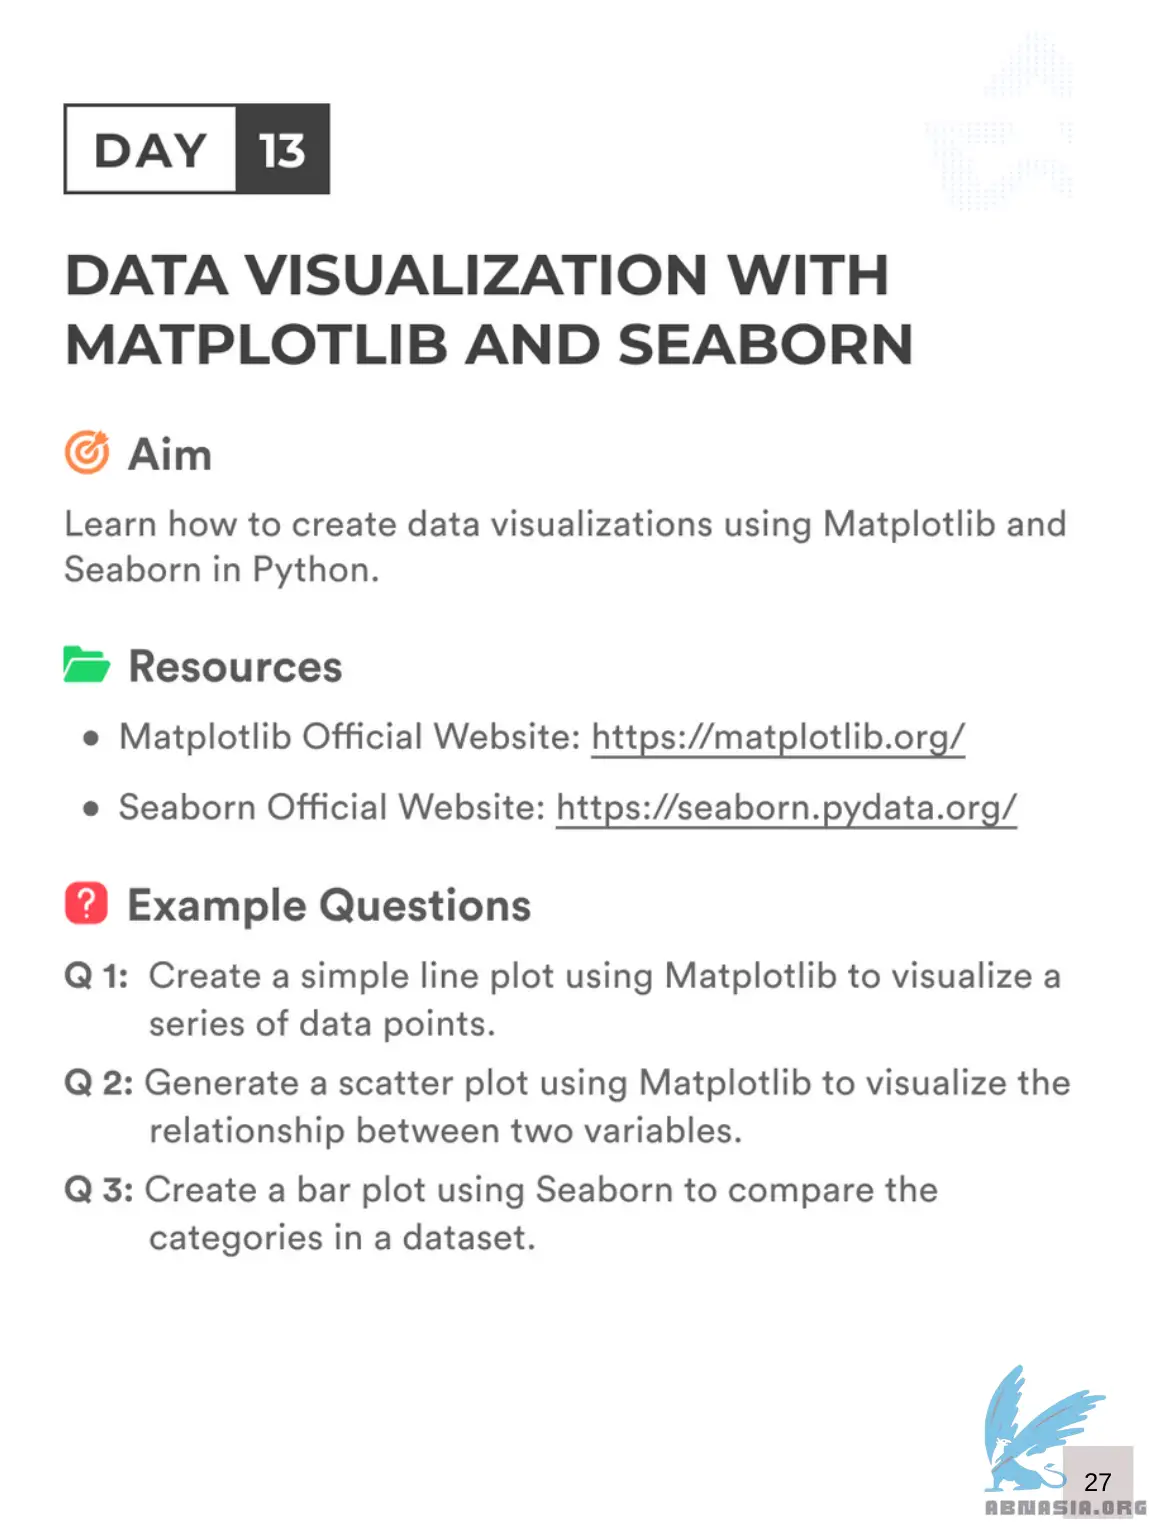 DAY 13
DATA VISUALIZATION WITH
MATPLOTLIB AND SEABORN
Aim
Learn how to create data visualizations using Matplotlib and
Seaborn in Python.
Resources
● Matplotlib Official Website: https://matplotlib.org/
● Seaborn Official Website: https://seaborn.pydata.org/
? Example Questions
Q 1: Create a simple line plot using Matplotlib to visualize a
series of data points.
Q 2: Generate a scatter plot using Matplotlib to visualize the
relationship between two variables.
Q 3: Create a bar plot using Seaborn to compare the
categories in a dataset.
27
ABNASIA.ORG